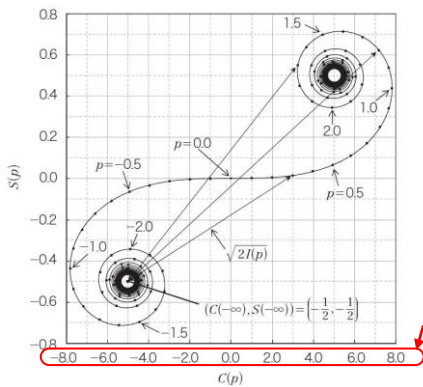 0.8
0.6
0.4
0.2
0.0
−0.2
−0.4
−0.6
−0.8
S(p)
1.5
1.0
2.0
p=0.0
p=−0.5
p=0.5
−2.0
−1.0
−1.5
√2I(p)
(C(−∞), S(−∞))={−1/2, −1/2}
−8.0 −6.0 −4.0 −2.0 0.0 2.0 4.0 6.0 8.0
C(p)